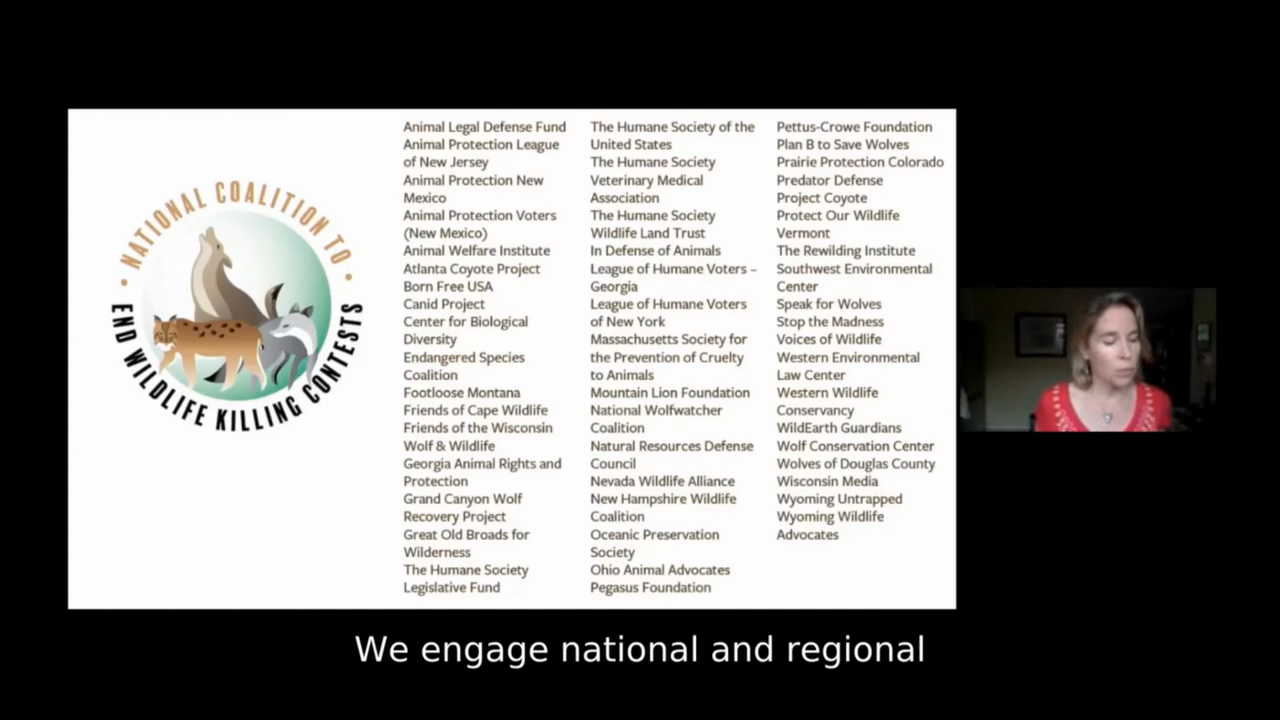 • NATIONAL COALITION TO •
END WILDLIFE KILLING CONTESTS
Animal Legal Defense Fund
Animal Protection League
of New Jersey
Animal Protection New
Mexico
Animal Protection Voters
(New Mexico)
Animal Welfare Institute
Atlanta Coyote Project
Born Free USA
Canid Project
Center for Biological
Diversity
Endangered Species
Coalition
Footloose Montana
Friends of Cape Wildlife
Friends of the Wisconsin
Wolf & Wildlife
Georgia Animal Rights and
Protection
Grand Canyon Wolf
Recovery Project
Great Old Broads for
Wilderness
The Humane Society
Legislative Fund
The Humane Society of the
United States
The Humane Society
Veterinary Medical
Association
The Humane Society
Wildlife Land Trust
In Defense of Animals
League of Humane Voters –
Georgia
League of Humane Voters
of New York
Massachusetts Society for
the Prevention of Cruelty
to Animals
Mountain Lion Foundation
National Wolfwatcher
Coalition
Natural Resources Defense
Council
Nevada Wildlife Alliance
New Hampshire Wildlife
Coalition
Oceanic Preservation
Society
Ohio Animal Advocates
Pegasus Foundation
Pettus-Crowe Foundation
Plan B to Save Wolves
Prairie Protection Colorado
Predator Defense
Project Coyote
Protect Our Wildlife
Vermont
The Rewilding Institute
Southwest Environmental
Center
Speak for Wolves
Stop the Madness
Voices of Wildlife
Western Environmental
Law Center
Western Wildlife
Conservancy
WildEarth Guardians
Wolf Conservation Center
Wolves of Douglas County
Wisconsin Media
Wyoming Untrapped
Wyoming Wildlife
Advocates
We engage national and regional